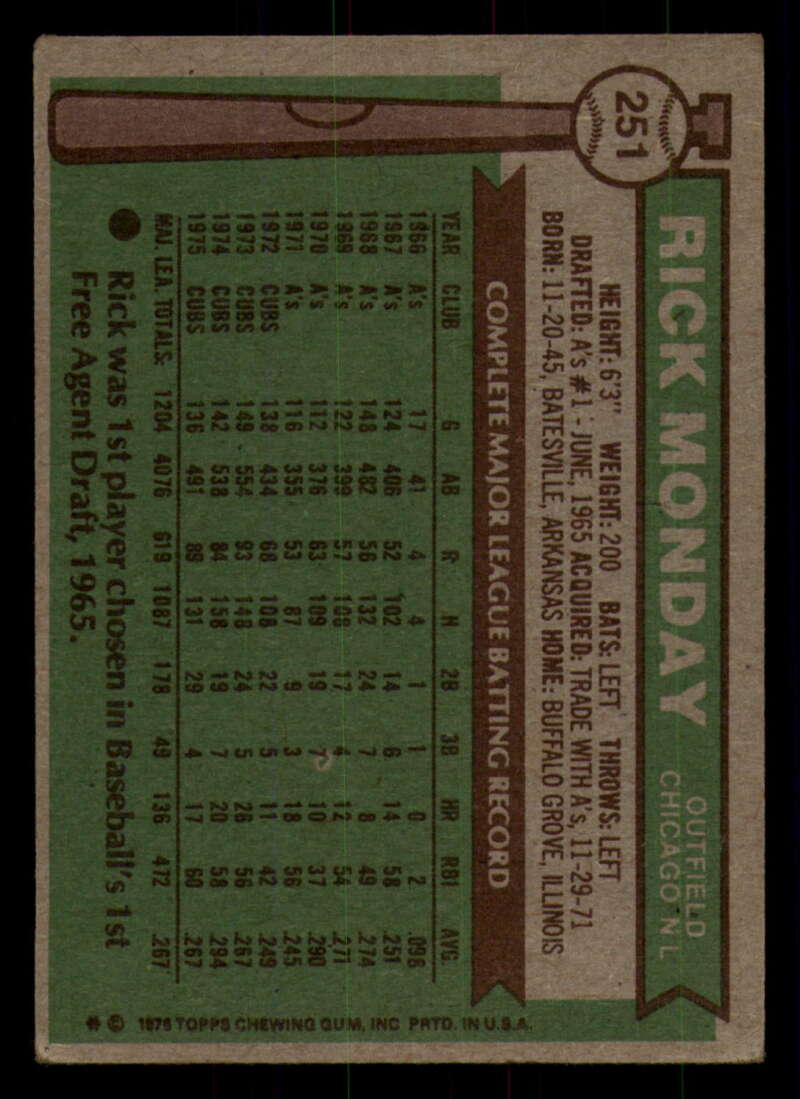 251
RICK MONDAY
OUTFIELD
CHICAGO N L
HEIGHT: 6'3" WEIGHT: 200 BATS: LEFT THROWS: LEFT
DRAFTED: A's #1 - JUNE, 1965 ACQUIRED: TRADE WITH A's, 11-29-71
BORN: 11-20-45, BATESVILLE, ARKANSAS HOME: BUFFALO GROVE, ILLINOIS
COMPLETE MAJOR LEAGUE BATTING RECORD
YEAR CLUB G AB R H 2B 3B HR RBI AVG.
1966 A's 17 41 4 4 1 1 0 2 .098
1967 A's 124 406 52 102 14 6 14 58 .251
1968 A's 148 482 56 132 24 7 8 49 .274
1969 A's 122 399 57 108 17 4 12 54 .271
1970 A's 112 376 63 109 19 7 10 37 .290
1971 A's 116 355 53 87 9 3 18 56 .245
1972 CUBS 138 434 68 108 22 5 11 42 .249
1973 CUBS 149 554 93 148 24 5 26 56 .267
1974 CUBS 142 538 84 158 19 7 20 58 .294
1975 CUBS 136 491 89 131 29 4 17 60 .267
MAJ. LEA. TOTALS: 1204 4076 619 1087 178 49 136 472 .267
● Rick was 1st player chosen in Baseball's 1st
Free Agent Draft, 1965.
* © 1976 TOPPS CHEWING GUM, INC PRTD. IN U.S.A.